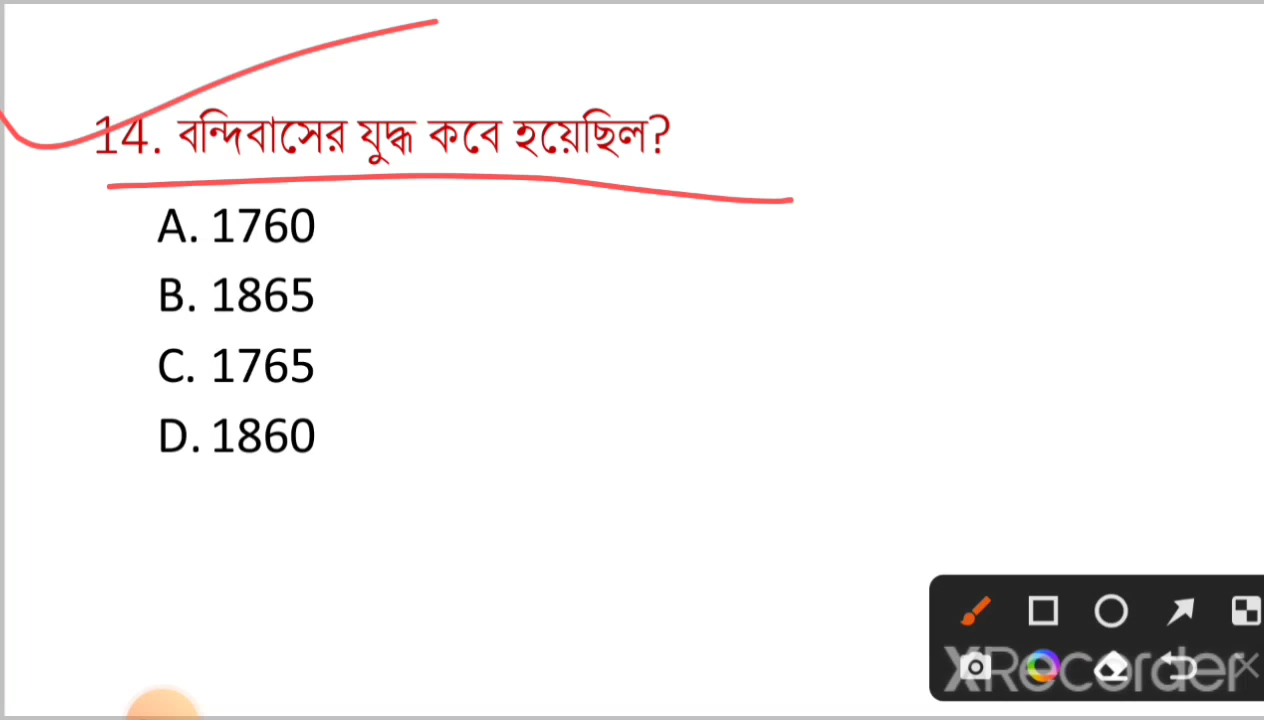 14. বন্দিবাসের যুদ্ধ কবে হয়েছিল?
A. 1760
B. 1865
C. 1765
D. 1860
XRecorder